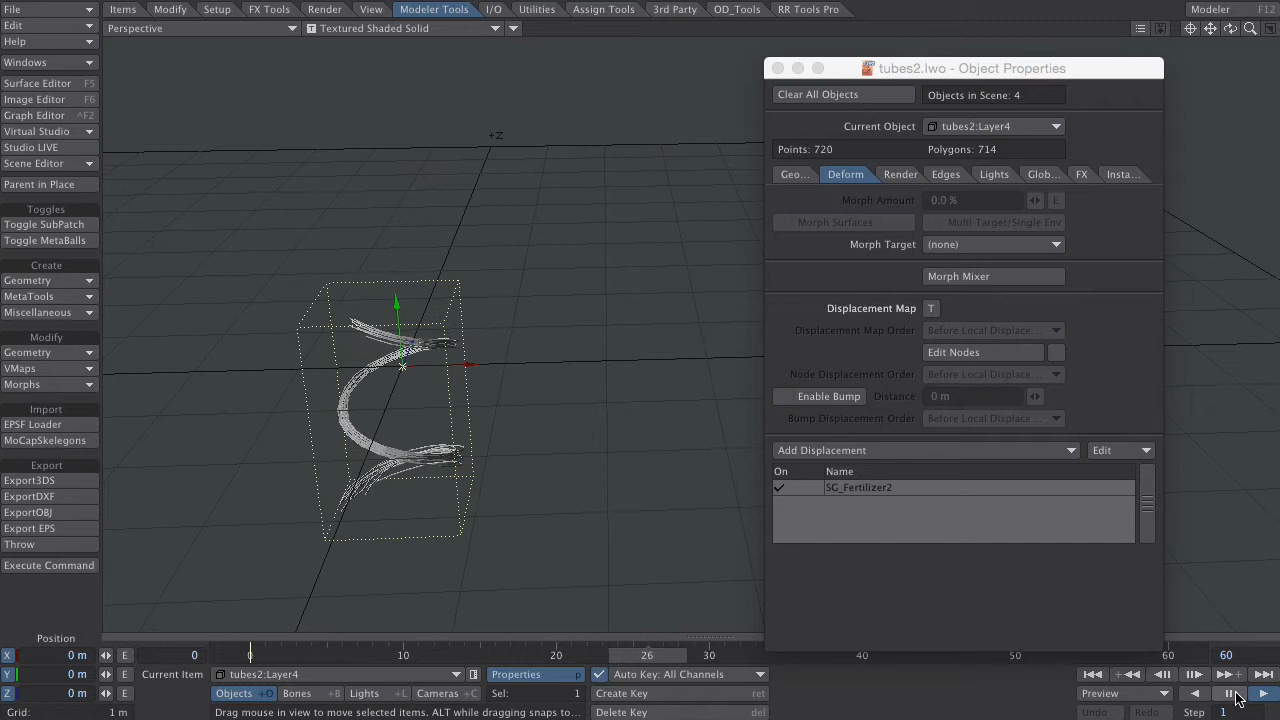 File Items Modify Setup FX Tools Render View Modeler Tools I/O Utilities Assign Tools 3rd Party OD_Tools RR Tools Pro Modeler F12
Edit Perspective Textured Shaded Solid
Help
Windows
Surface Editor F5
Image Editor F6
Graph Editor ^F2
Virtual Studio
Studio LIVE
Scene Editor
Parent in Place
Toggles
Toggle SubPatch
Toggle MetaBalls
Create
Geometry
MetaTools
Miscellaneous
Modify
Geometry
VMaps
Morphs
Import
EPSF Loader
MoCapSkelegons
Export
Export3DS
ExportDXF
ExportOBJ
Export EPS
Throw
Execute Command
+Z
tubes2.lwo - Object Properties
Clear All Objects Objects in Scene: 4
Current Object tubes2:Layer4
Points: 720 Polygons: 714
Geo... Deform Render Edges Lights Glob... FX Insta...
Morph Amount 0.0 % E
Morph Surfaces Multi Target/Single Env
Morph Target (none)
Morph Mixer
Displacement Map T
Displacement Map Order Before Local Displace...
Edit Nodes
Node Displacement Order Before Local Displace...
Enable Bump Distance 0 m
Bump Displacement Order Before Local Displace...
Add Displacement Edit
On Name
SG_Fertilizer2
Position
X 0 m E 0 0 10 26 30 40 50 60 60
Y 0 m E Current Item tubes2:Layer4 Properties p Auto Key: All Channels
Z 0 m E Objects +O Bones +B Lights +L Cameras +C Sel: 1 Create Key ret Preview
Grid: 1 m Drag mouse in view to move selected items. ALT while dragging snaps to... Delete Key del Undo Redo Step 1